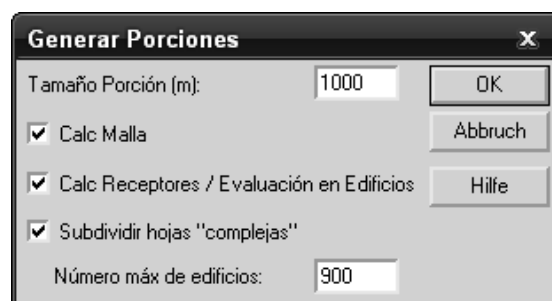 Generar Porciones
Tamaño Porción (m): 1000 OK
Calc Malla Abbruch
Calc Receptores / Evaluación en Edificios Hilfe
Subdividir hojas "complejas"
Número máx de edificios: 900